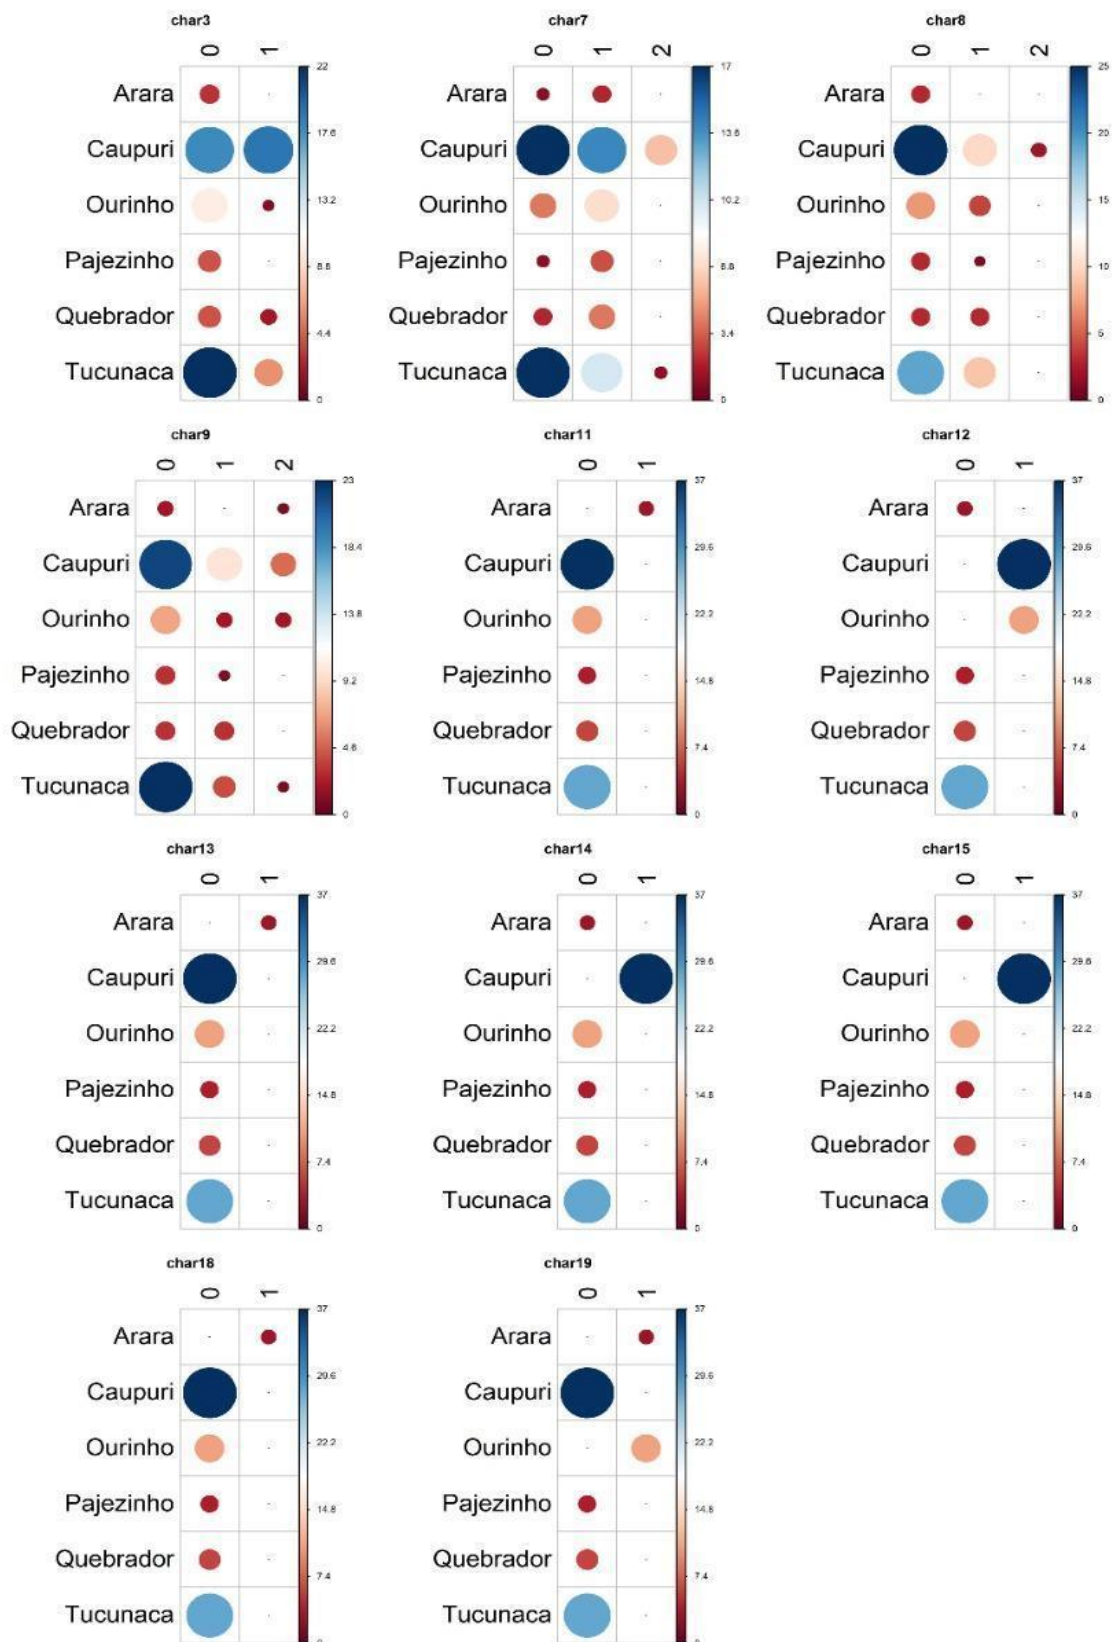 char3
0 1
22
Arara
Caupuri
17.6
Ourinho
13.2
Pajezinho
8.8
Quebrador
4.4
Tucunaca
0
char7
0 1 2
17
Arara
Caupuri
13.6
Ourinho
10.2
Pajezinho
6.8
Quebrador
3.4
Tucunaca
0
char8
0 1 2
25
Arara
Caupuri
20
Ourinho
15
Pajezinho
10
Quebrador
5
Tucunaca
0
char9
0 1 2
23
Arara
Caupuri
18.4
Ourinho
13.8
Pajezinho
9.2
Quebrador
4.6
Tucunaca
0
char11
0 1
37
Arara
Caupuri
29.6
Ourinho
22.2
Pajezinho
14.8
Quebrador
7.4
Tucunaca
0
char12
0 1
37
Arara
Caupuri
29.6
Ourinho
22.2
Pajezinho
14.8
Quebrador
7.4
Tucunaca
0
char13
0 1
37
Arara
Caupuri
29.6
Ourinho
22.2
Pajezinho
14.8
Quebrador
7.4
Tucunaca
0
char14
0 1
37
Arara
Caupuri
29.6
Ourinho
22.2
Pajezinho
14.8
Quebrador
7.4
Tucunaca
0
char15
0 1
37
Arara
Caupuri
29.6
Ourinho
22.2
Pajezinho
14.8
Quebrador
7.4
Tucunaca
0
char18
0 1
37
Arara
Caupuri
29.6
Ourinho
22.2
Pajezinho
14.8
Quebrador
7.4
Tucunaca
char19
0 1
37
Arara
Caupuri
29.6
Ourinho
22.2
Pajezinho
14.8
Quebrador
7.4
Tucunaca